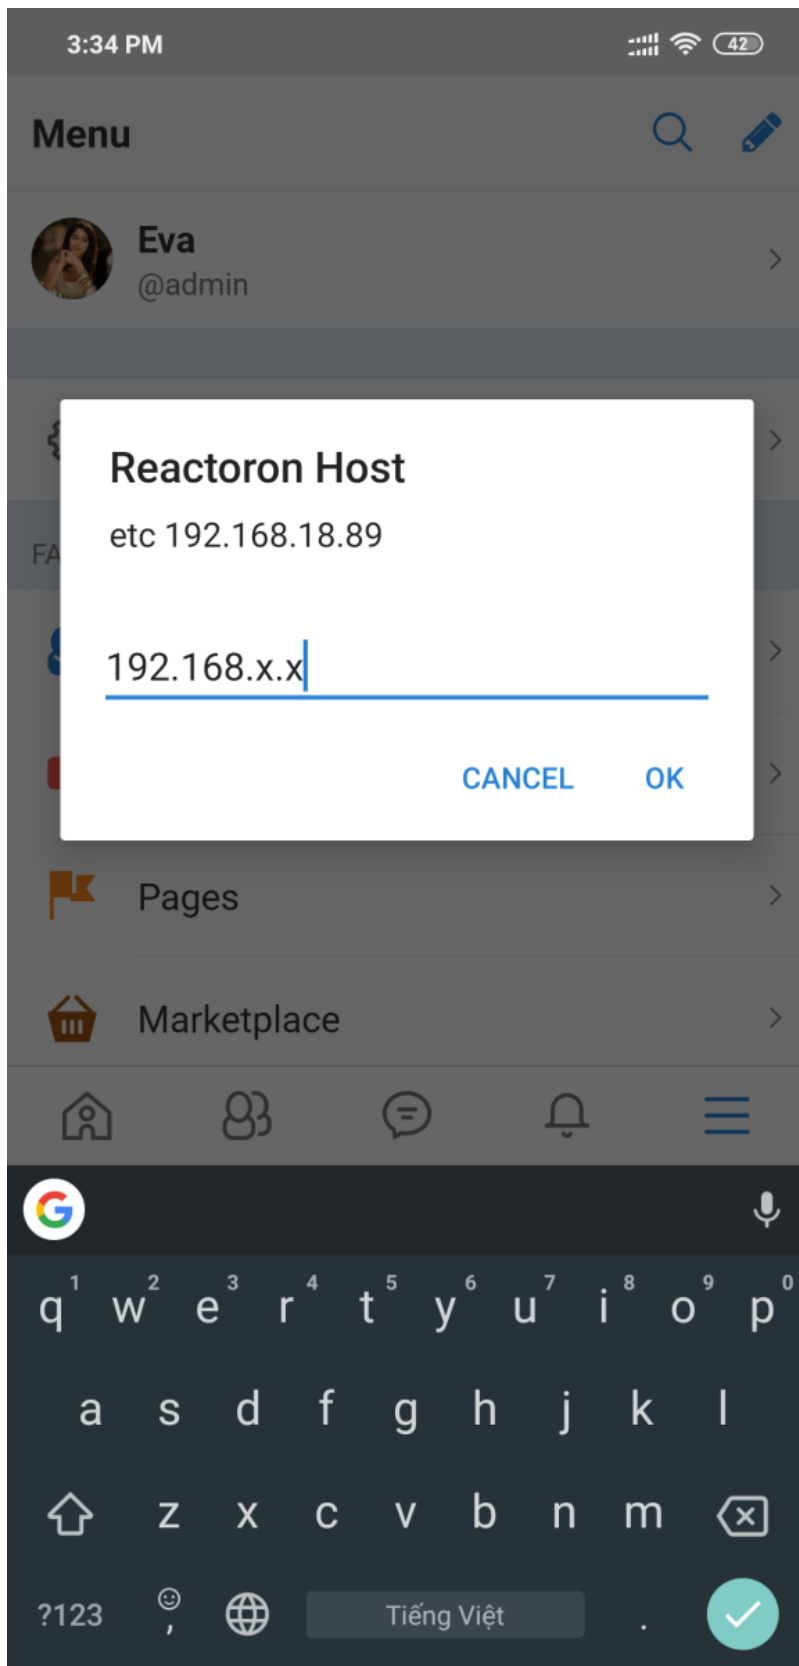 3:34 PM
42
Menu
Eva
@admin
Reactoron Host
etc 192.168.18.89
FA
192.168.x.x
CANCEL OK
Pages
Marketplace
G
1 2 3 4 5 6 7 8 9 0
q w e r t y u i o p
a s d f g h j k l
z x c v b n m
?123 , Tiếng Việt .